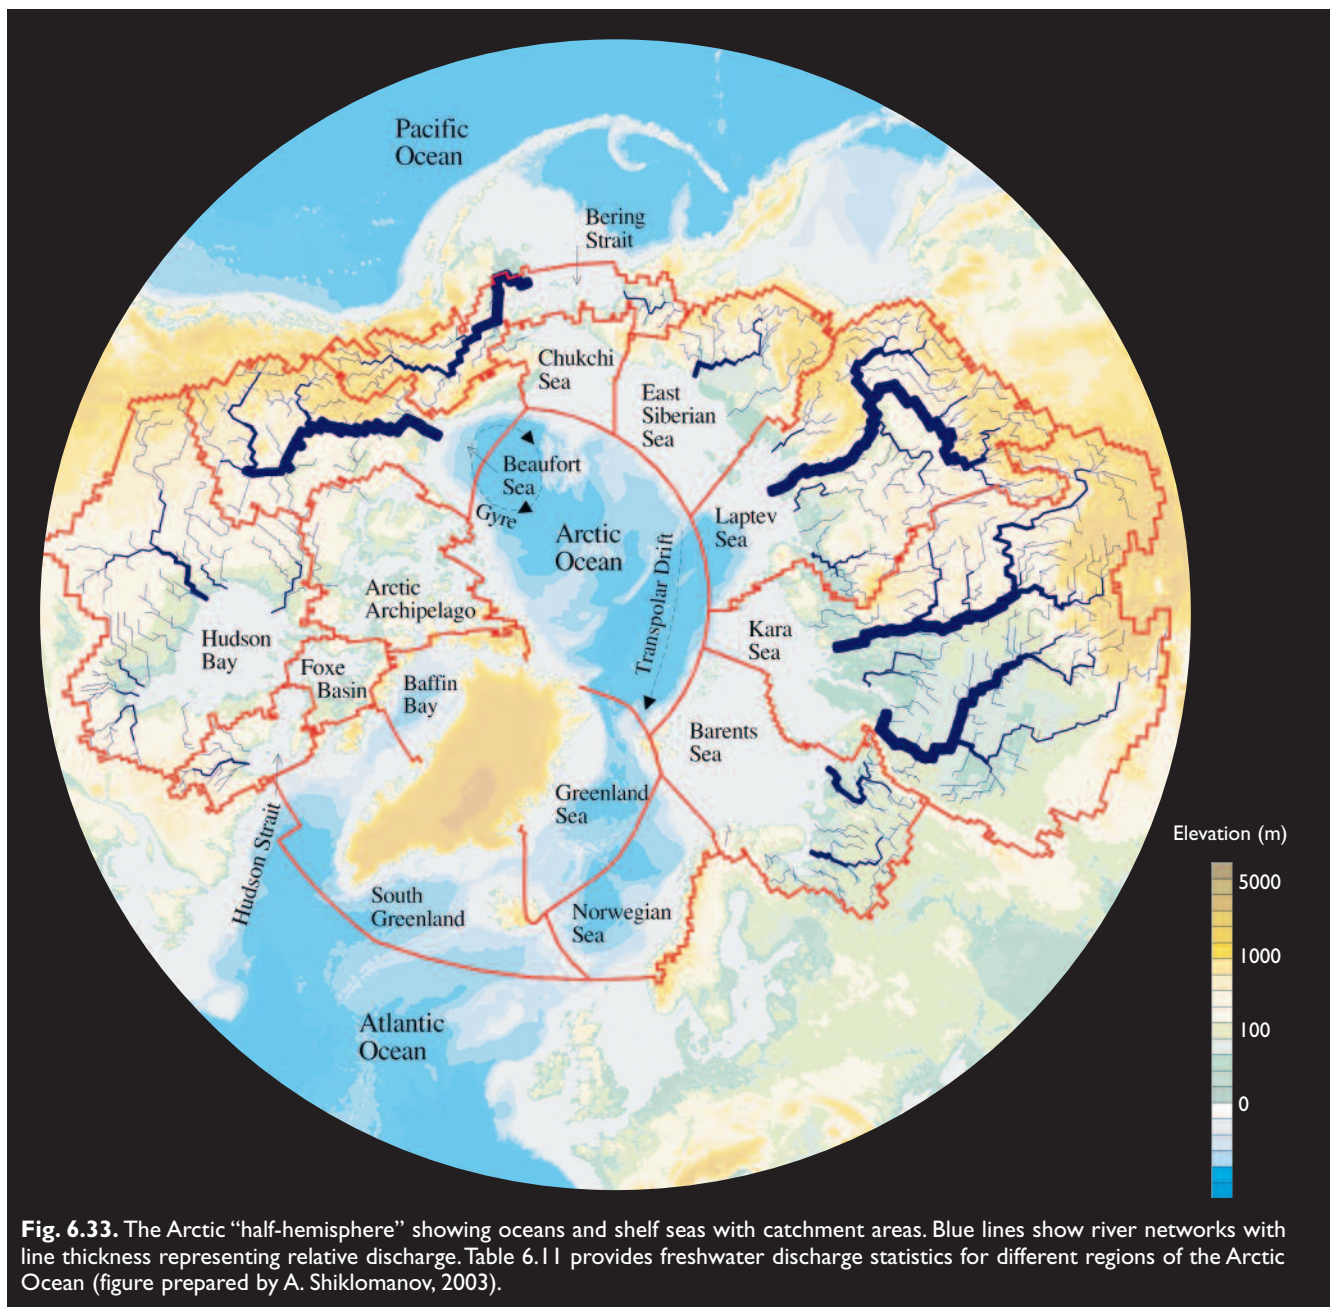 Pacific
Ocean
Bering
Strait
Chukchi
Sea
East
Siberian
Sea
Beaufort
Sea
Gyre
Arctic
Ocean
Laptev
Sea
Transpolar Drift
Arctic
Archipelago
Kara
Sea
Hudson
Bay
Foxe
Basin
Baffin
Bay
Barents
Sea
Greenland
Sea
Hudson Strait
South
Greenland
Norwegian
Sea
Atlantic
Ocean
Elevation (m)
5000
1000
100
0
Fig. 6.33. The Arctic “half-hemisphere” showing oceans and shelf seas with catchment areas. Blue lines show river networks with
line thickness representing relative discharge. Table 6.11 provides freshwater discharge statistics for different regions of the Arctic
Ocean (figure prepared by A. Shiklomanov, 2003).